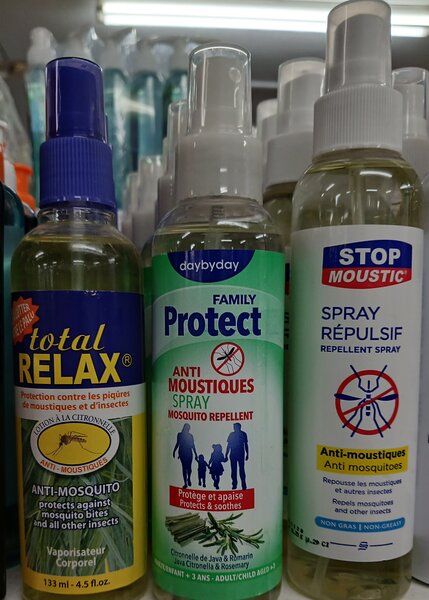 total
RELAX®
Protection contre les piqûres
de moustiques et d'insectes
LOTION À LA CITRONNELLE
ANTI-MOUSTIQUES
ANTI-MOSQUITO
protects against
mosquito bites
and all other insects
Vaporisateur
Corporel
133 ml - 4.5 fl.oz.
daybyday
FAMILY
Protect
ANTI
MOUSTIQUES
SPRAY
MOSQUITO REPELLENT
Protège et apaise
Protects & soothes
Citronnelle de Java & Romarin
Java Citronella & Rosemary
ENFANT + 3 ANS - ADULT/CHILD AGED +3
STOP
MOUSTIC®
SPRAY
RÉPULSIF
REPELLENT SPRAY
Anti-moustiques
Anti mosquitoes
Repousse les moustiques
et autres insectes
Repels mosquitoes
and other insects
NON GRAS | NON-GREASY